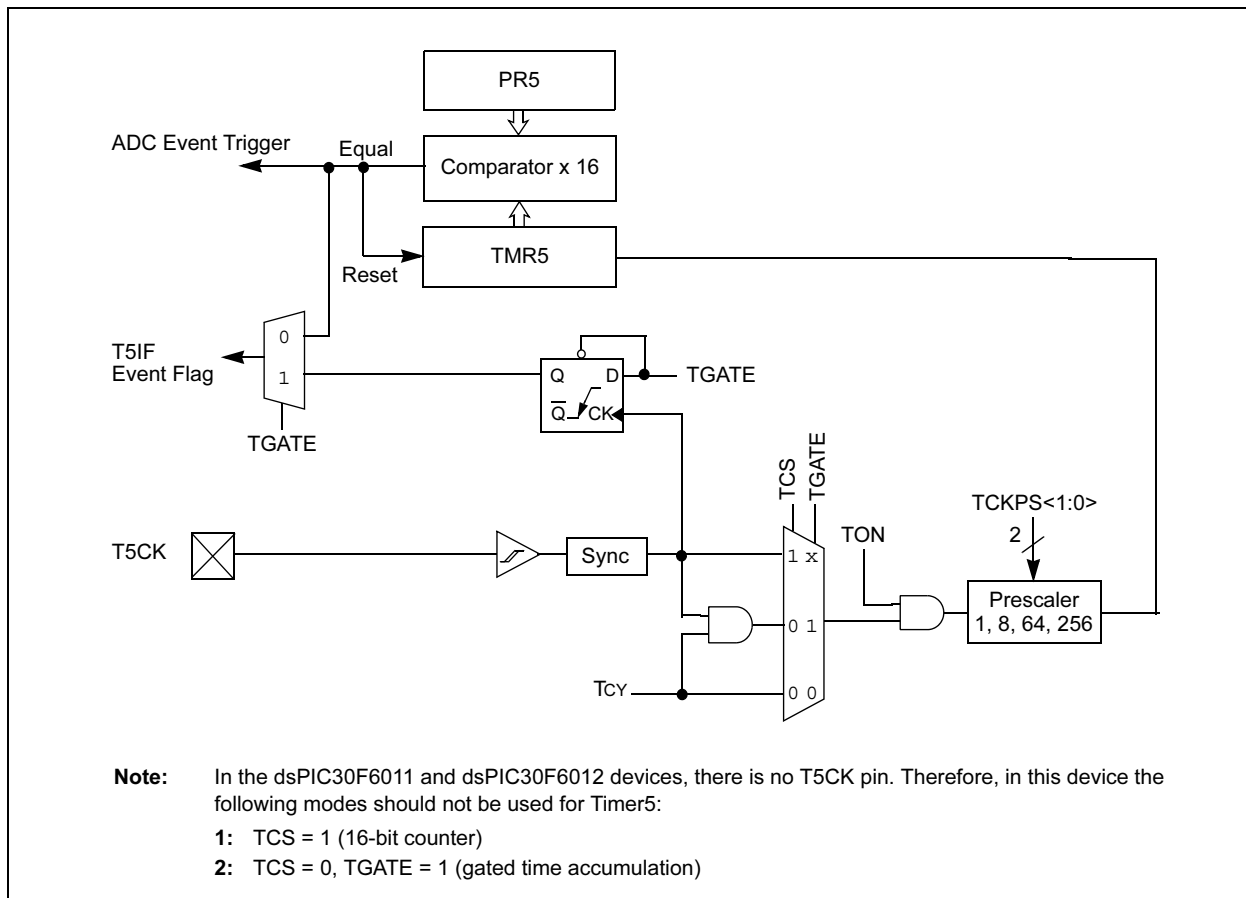 PR5
ADC Event Trigger
Equal
Comparator x 16
TMR5
Reset
0
1
T5IF
Event Flag
TGATE
Q D
Q CK
TGATE
TCS
TGATE
TCKPS<1:0>
2
TON
T5CK
Sync
1 x
0 1
0 0
Prescaler
1, 8, 64, 256
TCY
Note: In the dsPIC30F6011 and dsPIC30F6012 devices, there is no T5CK pin. Therefore, in this device the
following modes should not be used for Timer5:
1: TCS = 1 (16-bit counter)
2: TCS = 0, TGATE = 1 (gated time accumulation)